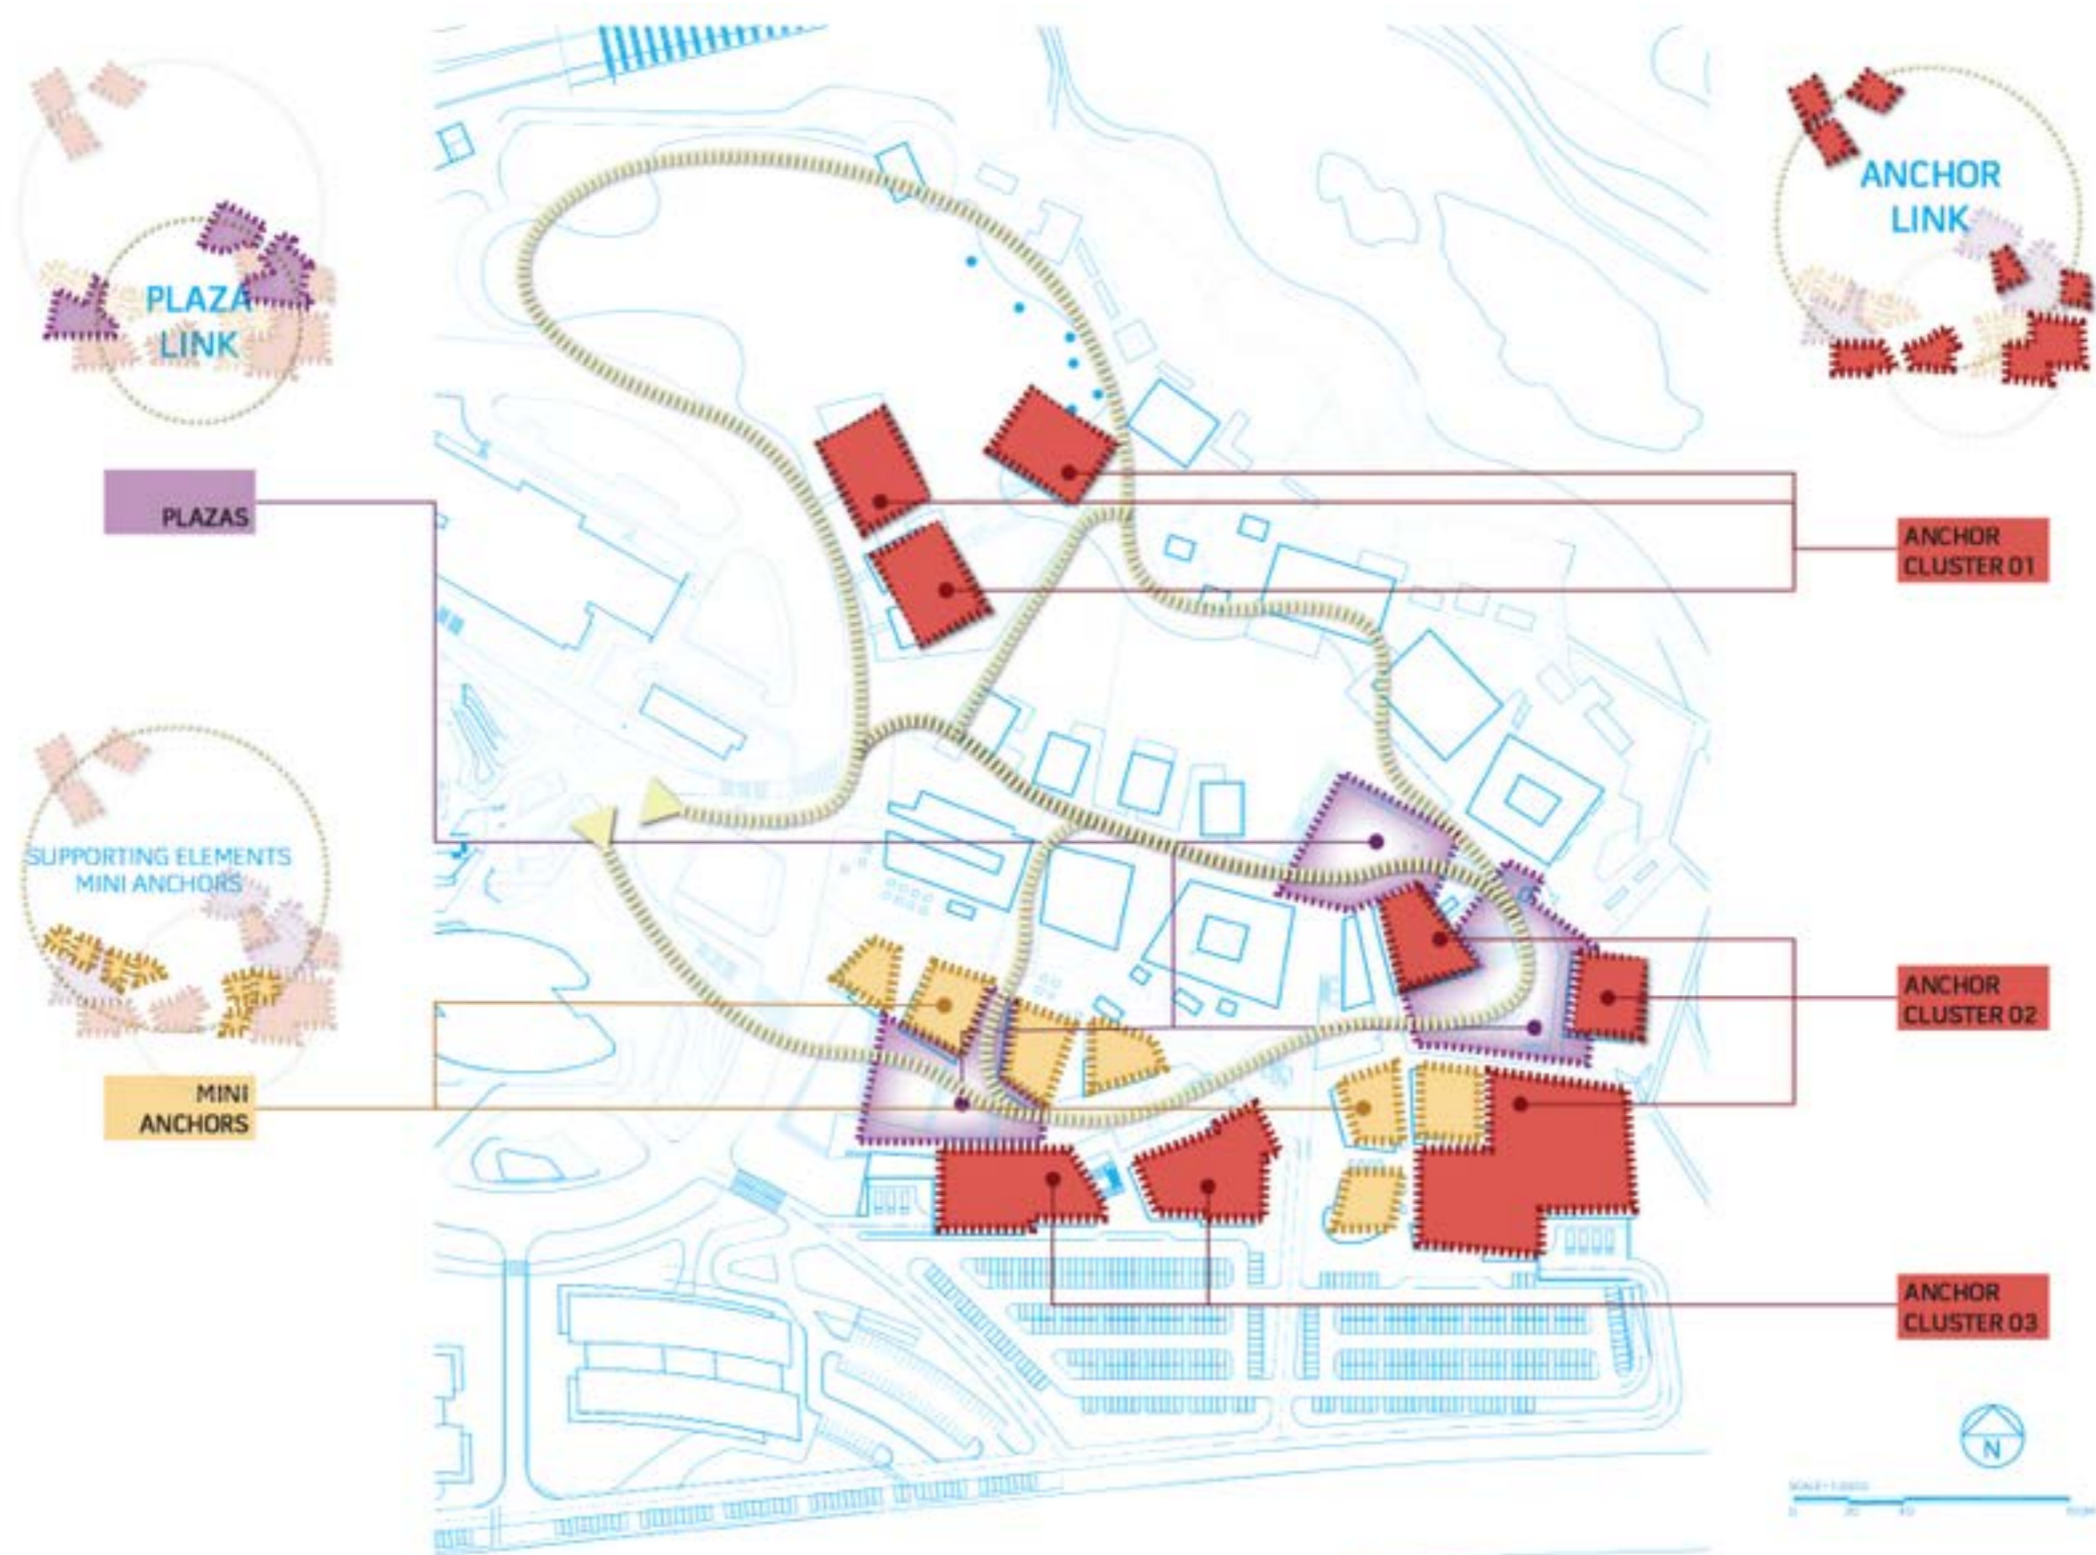 PLAZA
LINK
ANCHOR
LINK
PLAZAS
ANCHOR
CLUSTER 01
SUPPORTING ELEMENTS
MINI ANCHORS
ANCHOR
CLUSTER 02
MINI
ANCHORS
ANCHOR
CLUSTER 03
N
0